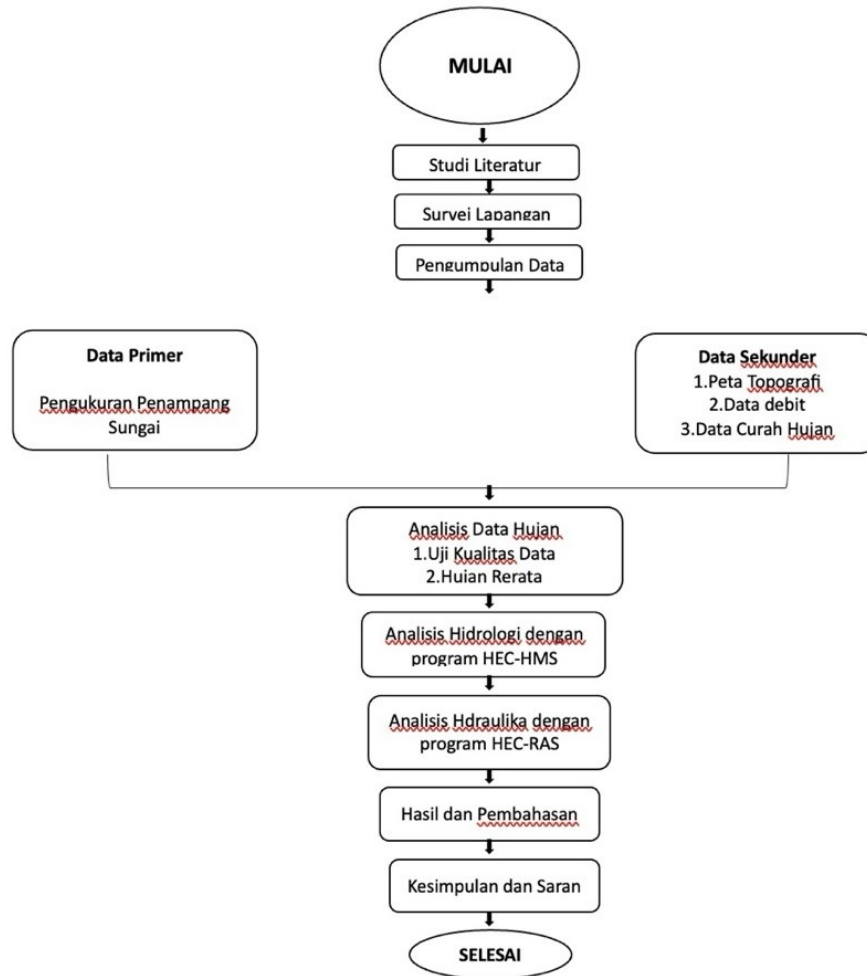 MULAI
Studi Literatur
Survei Lapangan
Pengumpulan Data
Data Primer
Pengukuran Penampang
Sungai
Data Sekunder
1.Peta Topografi
2.Data debit
3.Data Curah Hujan
Analisis Data Hujan
1.Uji Kualitas Data
2.Hujan Rerata
Analisis Hidrologi dengan
program HEC-HMS
Analisis Hdraulika dengan
program HEC-RAS
Hasil dan Pembahasan
Kesimpulan dan Saran
SELESAI